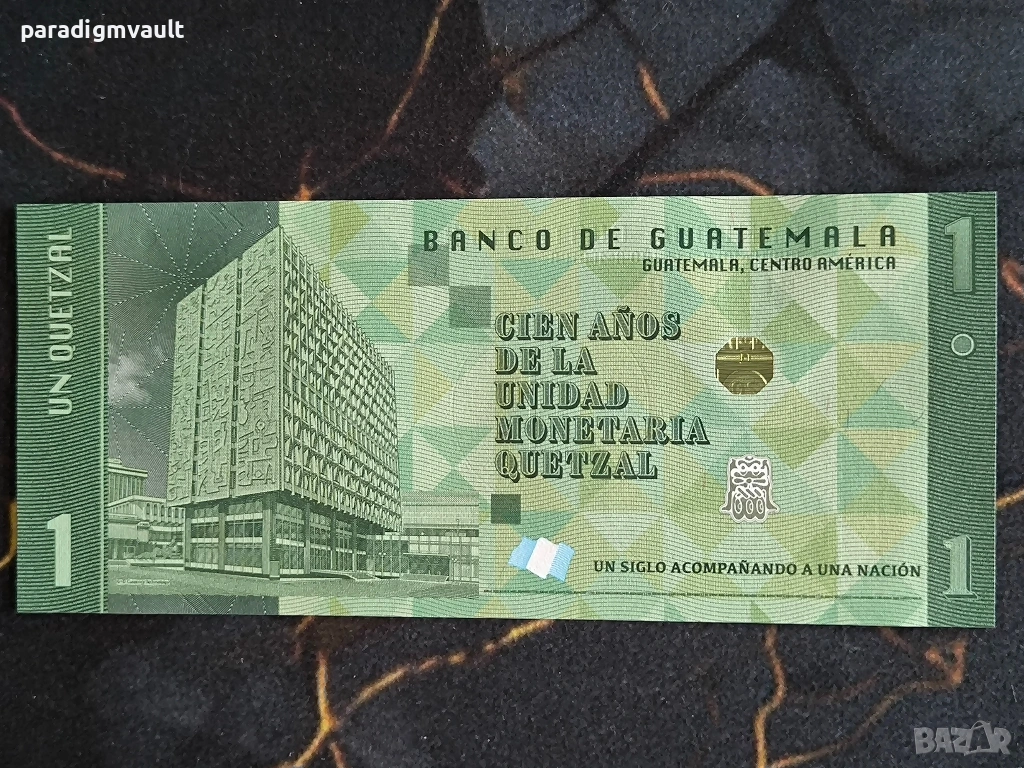 paradigmvault
UN QUETZAL
BANCO DE GUATEMALA
GUATEMALA, CENTRO AMÉRICA
1
CIEN AÑOS
DE LA
UNIDAD
MONETARIA
QUETZAL
1
UN SIGLO ACOMPAÑANDO A UNA NACIÓN
1
BAZAR